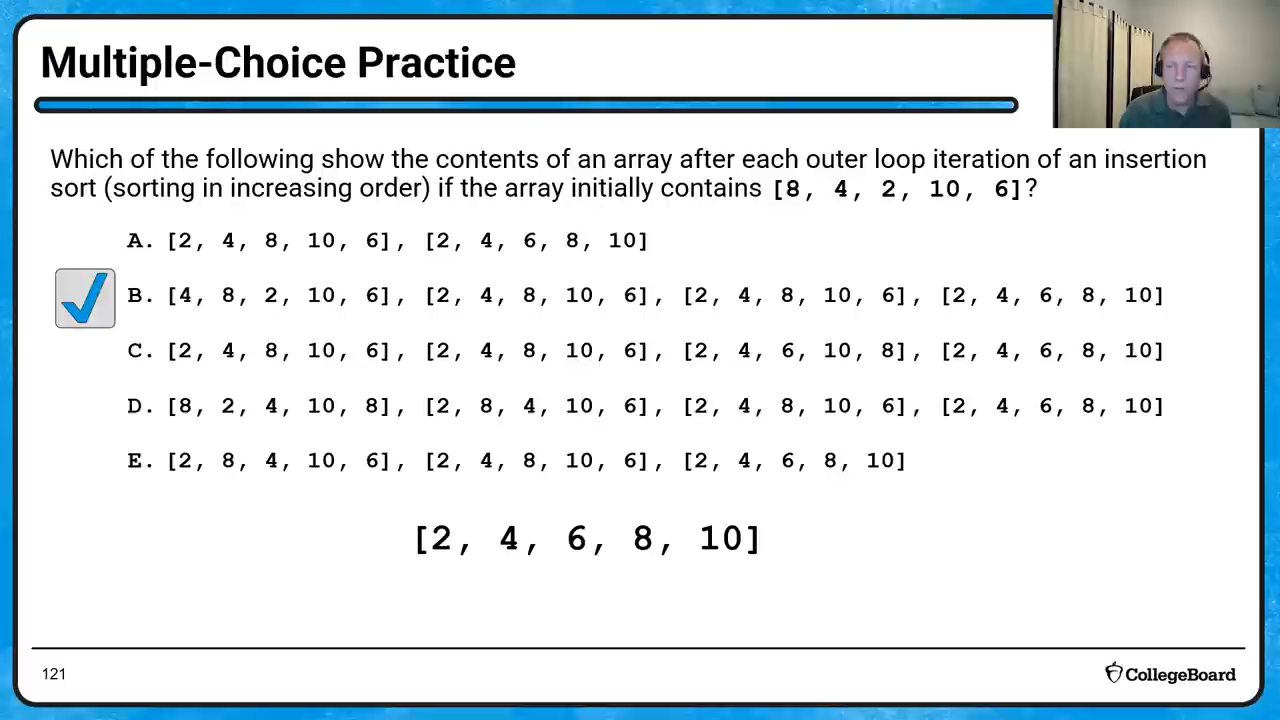 Multiple-Choice Practice
Which of the following show the contents of an array after each outer loop iteration of an insertion
sort (sorting in increasing order) if the array initially contains [8, 4, 2, 10, 6]?
A. [2, 4, 8, 10, 6], [2, 4, 6, 8, 10]
B. [4, 8, 2, 10, 6], [2, 4, 8, 10, 6], [2, 4, 8, 10, 6], [2, 4, 6, 8, 10]
C. [2, 4, 8, 10, 6], [2, 4, 8, 10, 6], [2, 4, 6, 10, 8], [2, 4, 6, 8, 10]
D. [8, 2, 4, 10, 8], [2, 8, 4, 10, 6], [2, 4, 8, 10, 6], [2, 4, 6, 8, 10]
E. [2, 8, 4, 10, 6], [2, 4, 8, 10, 6], [2, 4, 6, 8, 10]
[2, 4, 6, 8, 10]
121
CollegeBoard